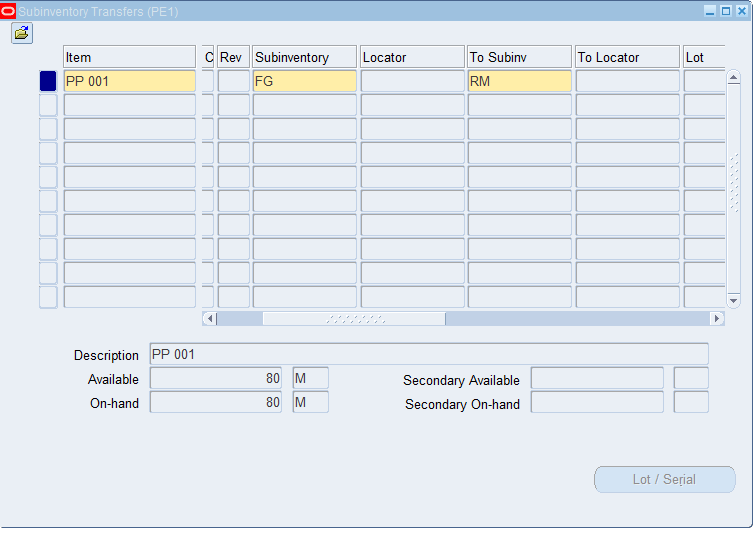 Subinventory Transfers (PE1)
Item C Rev Subinventory Locator To Subinv To Locator Lot
PP 001 FG RM
Description PP 001
Available 80 M Secondary Available
On-hand 80 M Secondary On-hand
Lot / Serial